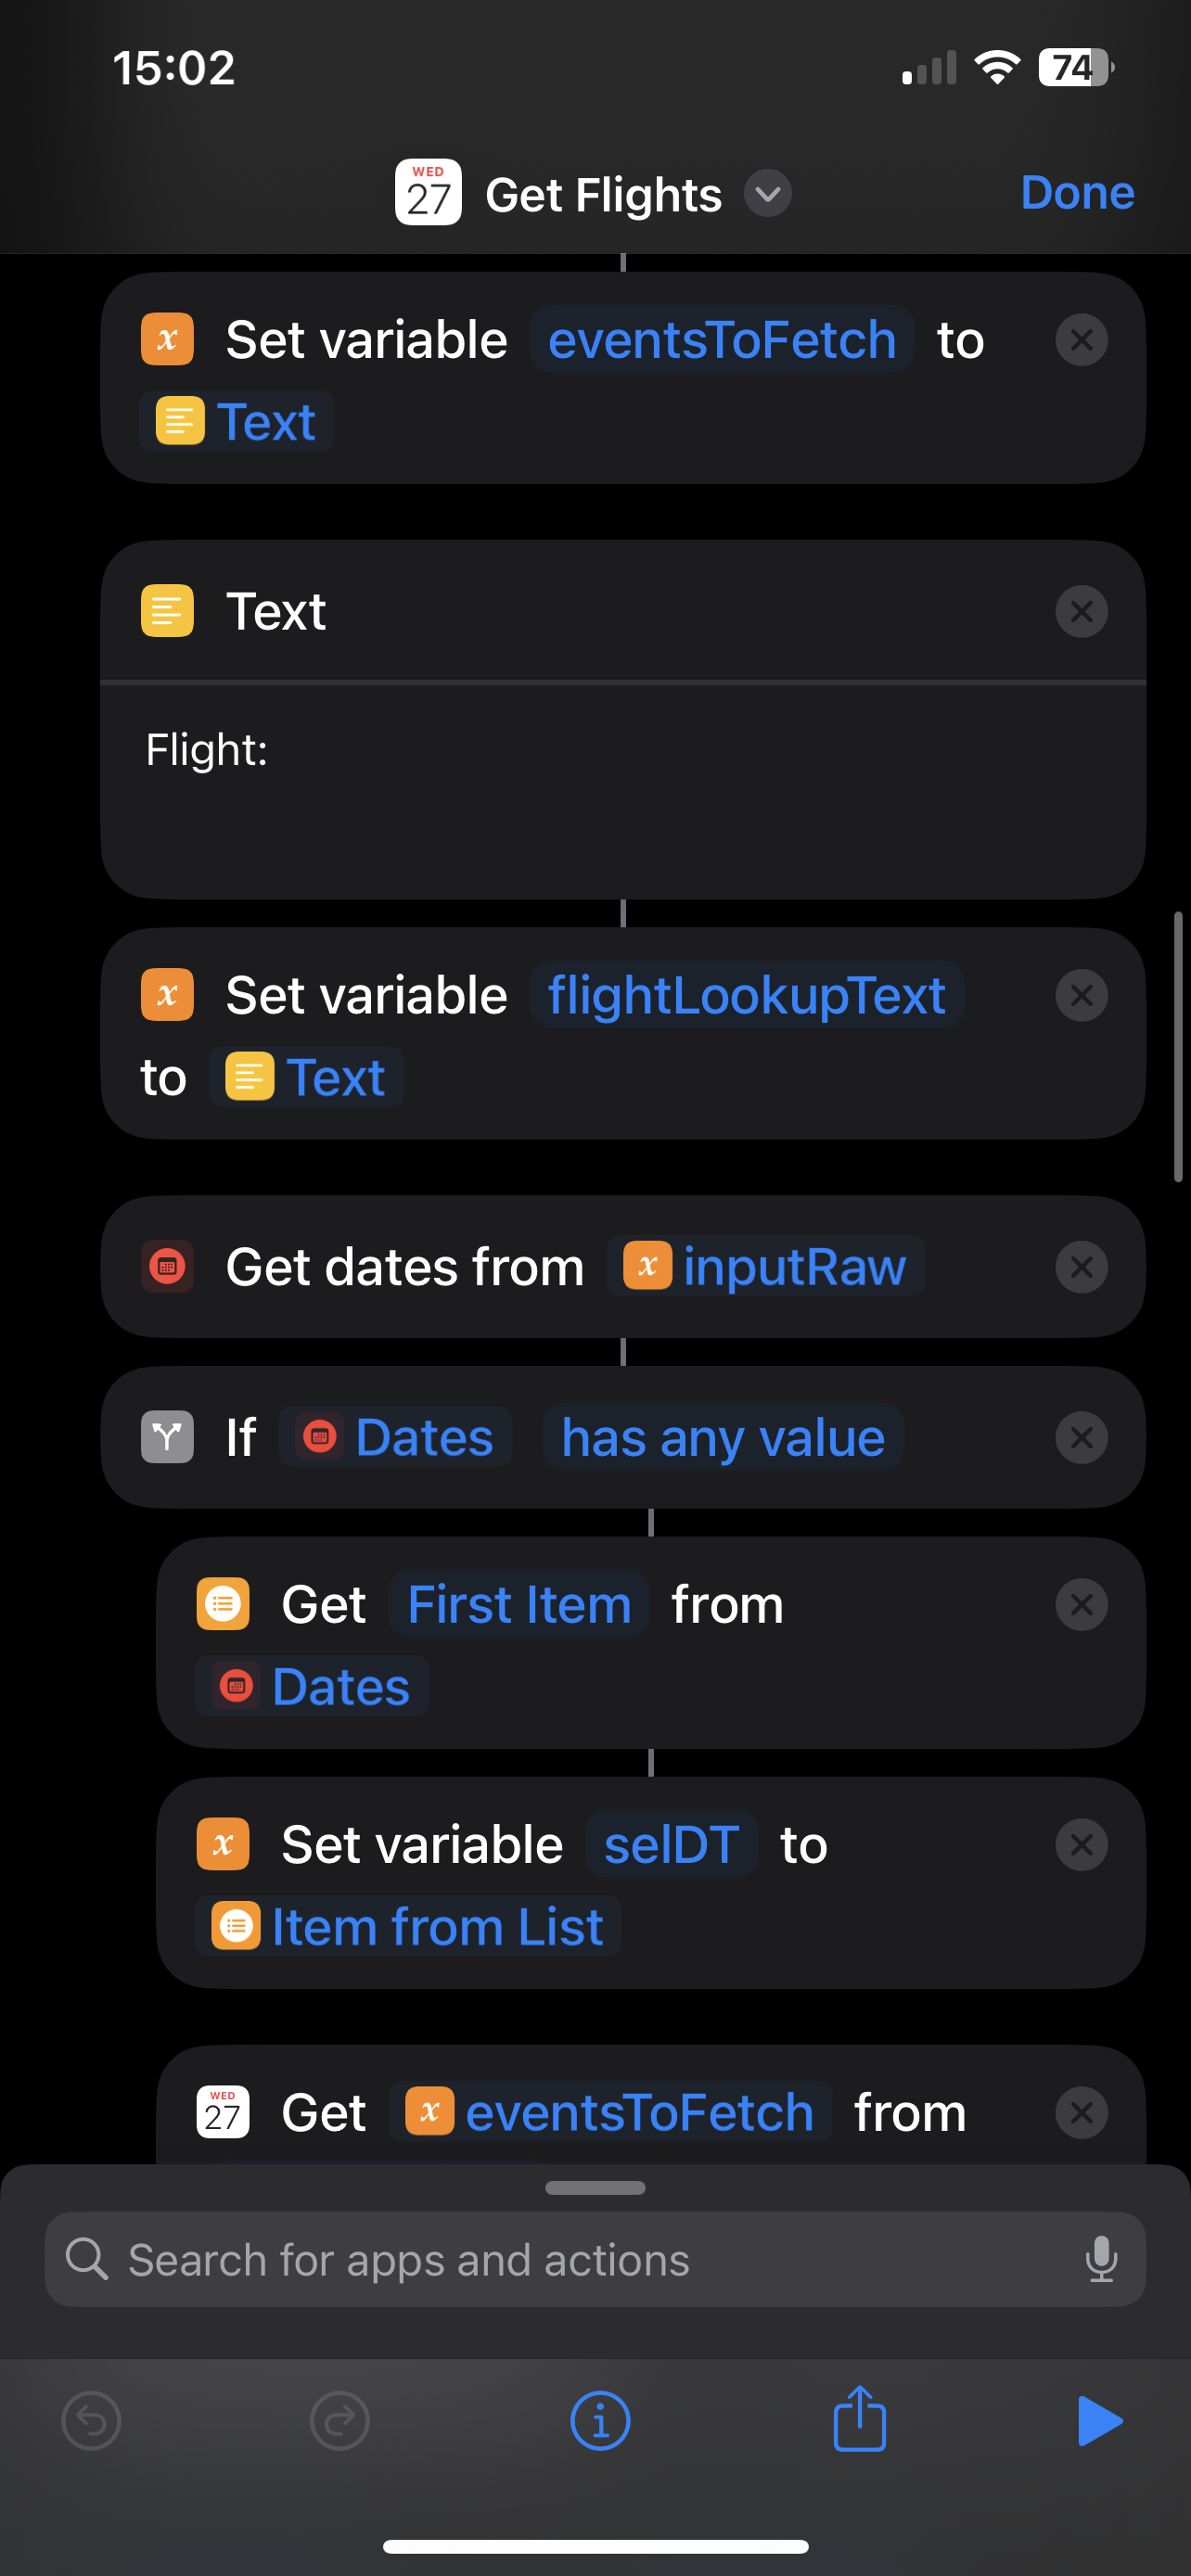 15:02
74
WED
27
Get Flights
Done
x Set variable eventsToFetch to
Text
Text
Flight:
x Set variable flightLookupText
to Text
Get dates from x inputRaw
If Dates has any value
Get First Item from
Dates
x Set variable selDT to
Item from List
WED
27
Get x eventsToFetch from
Search for apps and actions